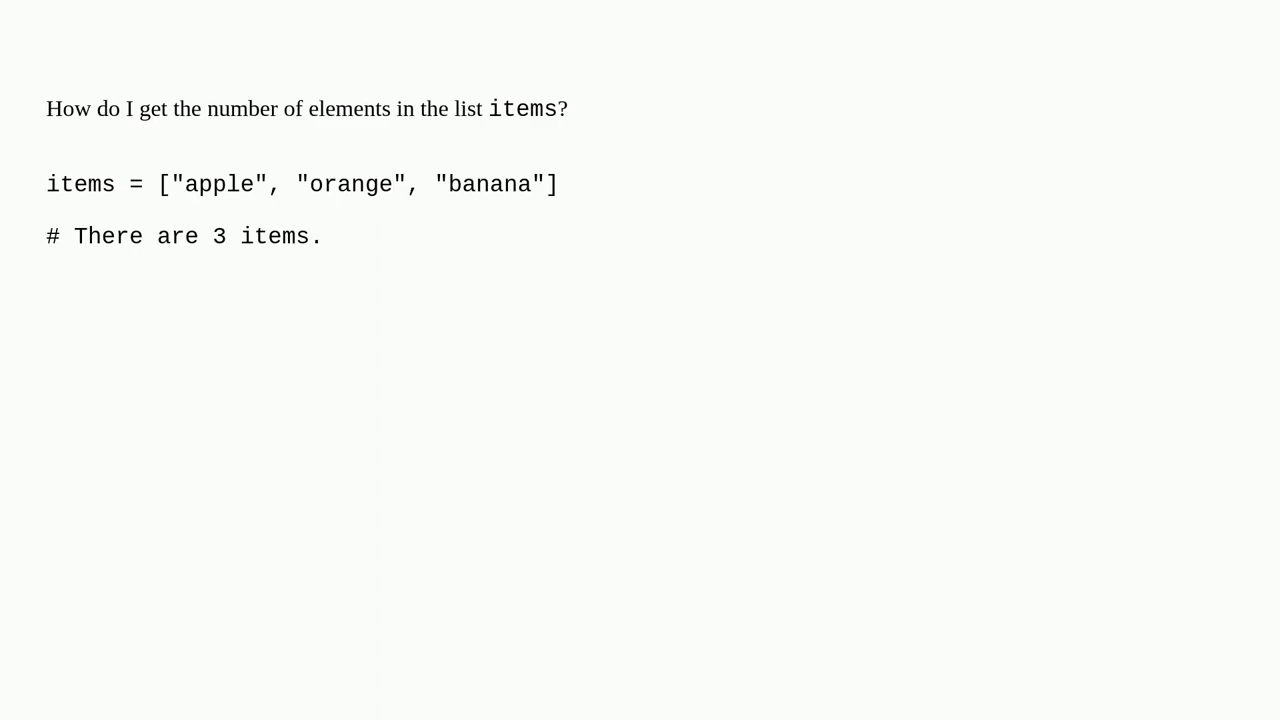 How do I get the number of elements in the list items?
items = ["apple", "orange", "banana"]
# There are 3 items.